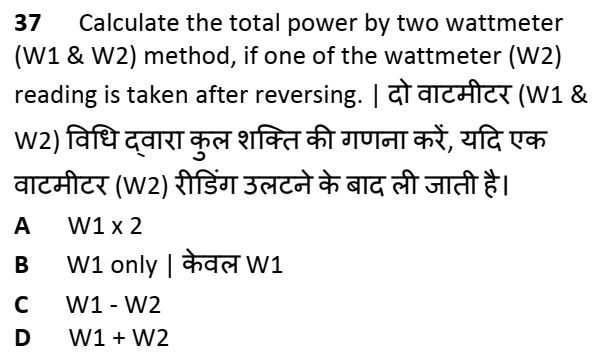 37 Calculate the total power by two wattmeter
(W1 & W2) method, if one of the wattmeter (W2)
reading is taken after reversing. | दो वाटमीटर (W1 &
W2) विधि द्वारा कुल शक्ति की गणना करें, यदि एक
वाटमीटर (W2) रीडिंग उलटने के बाद ली जाती है।
A W1 x 2
B W1 only | केवल W1
C W1 - W2
D W1 + W2